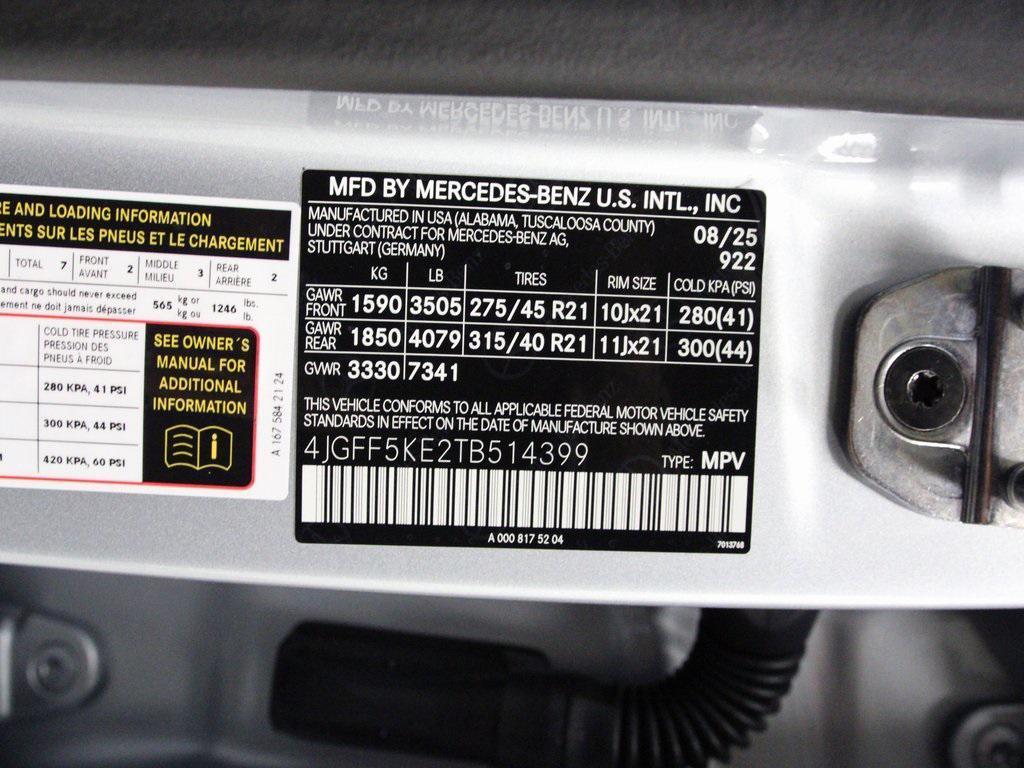 MFD BY MERCEDES-BENZ U.S. INTL., INC
RE AND LOADING INFORMATION
ENTS SUR LES PNEUS ET LE CHARGEMENT
TOTAL 7 FRONT AVANT 2 MIDDLE MILIEU 3 REAR ARRIÈRE 2
and cargo should never exceed
ement ne doit jamais dépasser
565 kg or kg ou 1246 lbs. lb.
COLD TIRE PRESSURE
PRESSION DES
PNEUS À FROID
280 KPA, 41 PSI
300 KPA, 44 PSI
420 KPA, 60 PSI
SEE OWNER´S
MANUAL FOR
ADDITIONAL
INFORMATION
A 167 584 21 24
MFD BY MERCEDES-BENZ U.S. INTL., INC
MANUFACTURED IN USA (ALABAMA, TUSCALOOSA COUNTY)
UNDER CONTRACT FOR MERCEDES-BENZ AG,
STUTTGART (GERMANY)
08/25
922
KG LB TIRES RIM SIZE COLD KPA (PSI)
GAWR FRONT 1590 3505 275/45 R21 10Jx21 280(41)
GAWR REAR 1850 4079 315/40 R21 11Jx21 300(44)
GVWR 3330 7341
THIS VEHICLE CONFORMS TO ALL APPLICABLE FEDERAL MOTOR VEHICLE SAFETY
STANDARDS IN EFFECT ON THE DATE OF MANUFACTURE SHOWN ABOVE.
4JGFF5KE2TB514399
TYPE: MPV
A 000 817 52 04
7013768